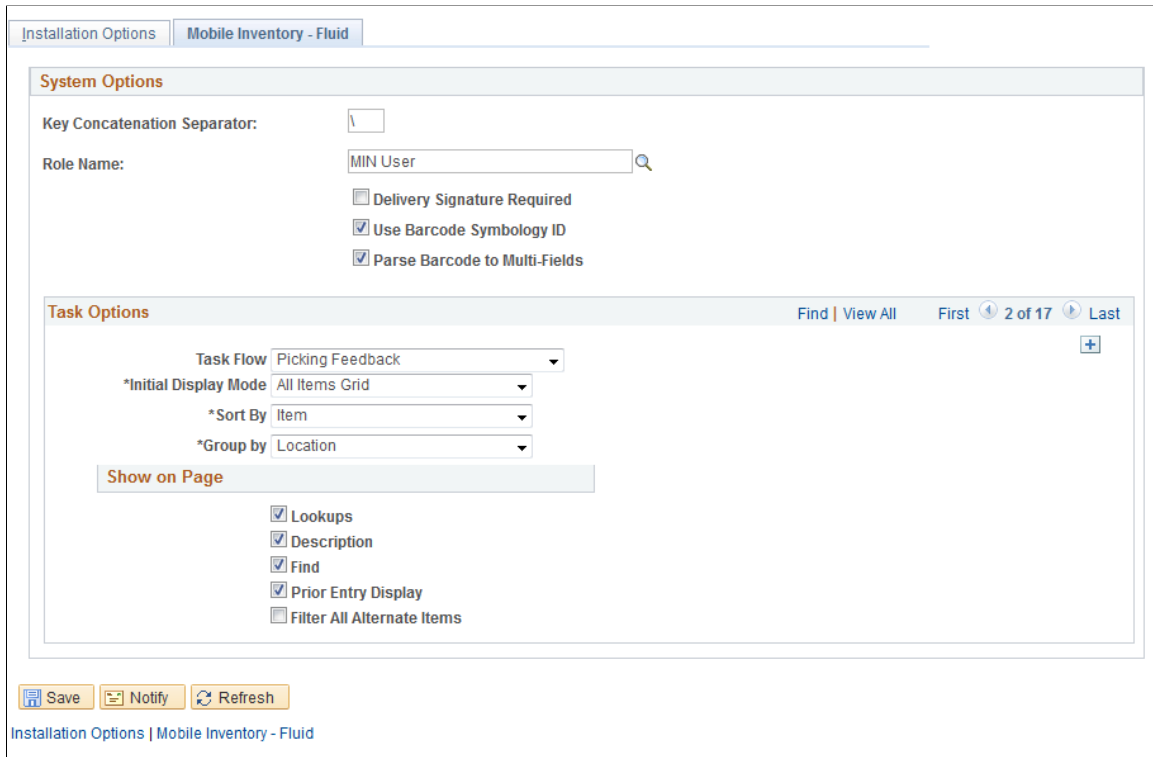 Installation Options Mobile Inventory - Fluid
System Options
Key Concatenation Separator: \
Role Name: MIN User
Delivery Signature Required
Use Barcode Symbology ID
Parse Barcode to Multi-Fields
Task Options Find | View All First 2 of 17 Last
Task Flow Picking Feedback
*Initial Display Mode All Items Grid
*Sort By Item
*Group by Location
Show on Page
Lookups
Description
Find
Prior Entry Display
Filter All Alternate Items
Save Notify Refresh
Installation Options | Mobile Inventory - Fluid